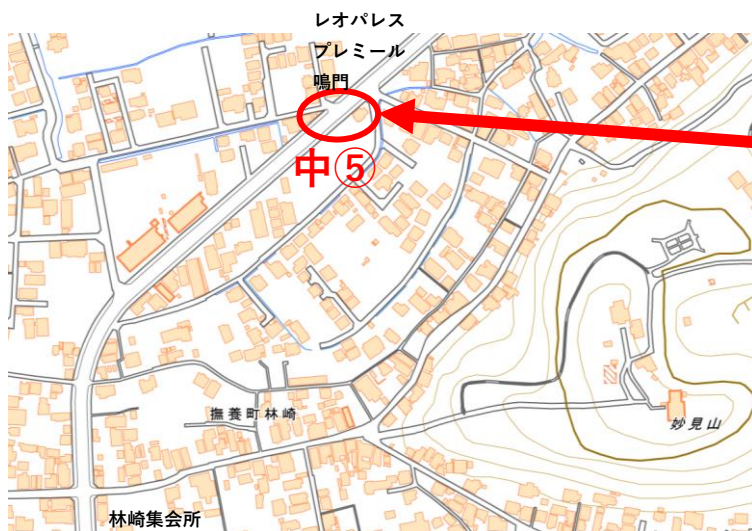 レオパレス
プレミール
鳴門
中⑤
撫養町林崎
妙見山
林崎集会所